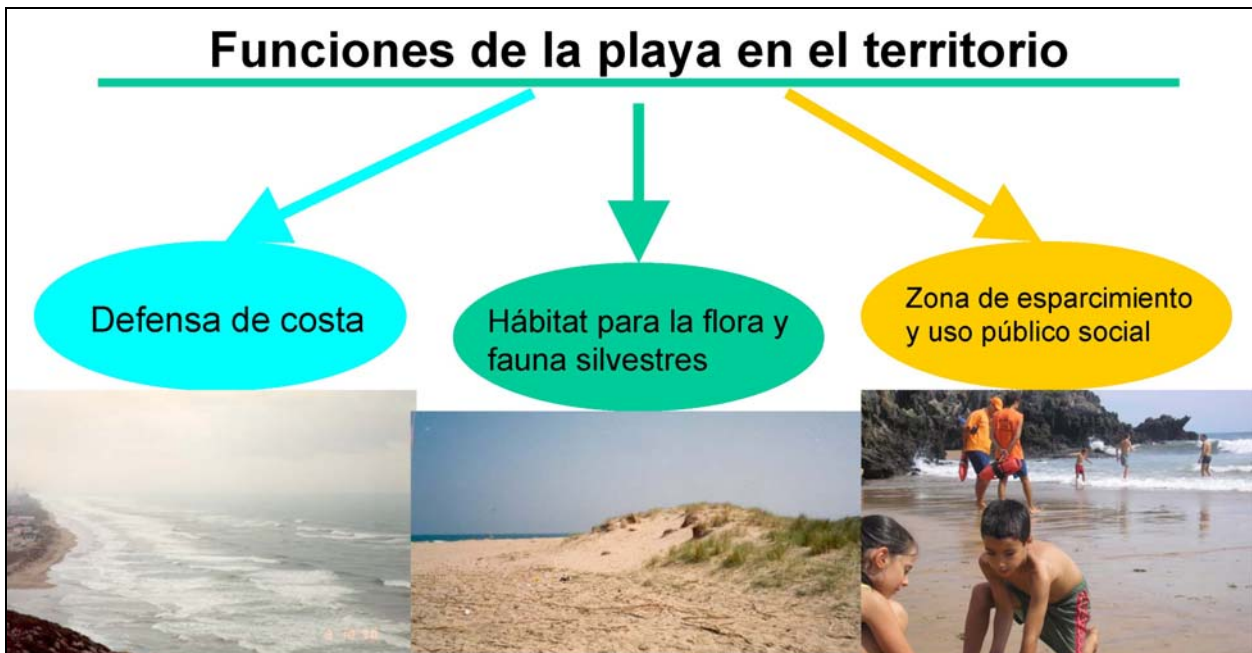 Funciones de la playa en el territorio
Defensa de costa
Hábitat para la flora y
fauna silvestres
Zona de esparcimiento
y uso público social